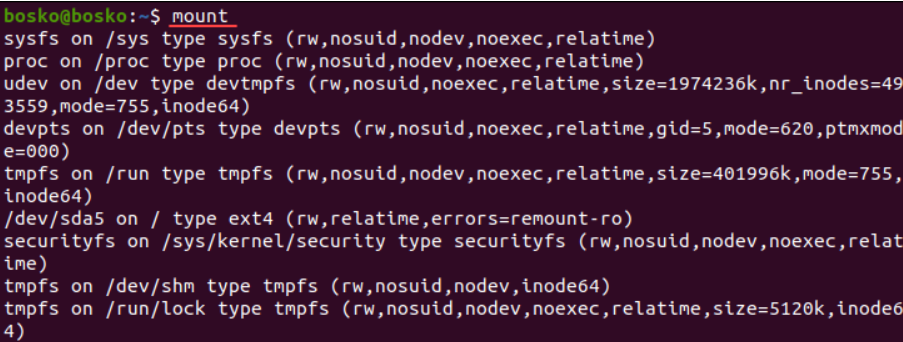 bosko@bosko:~$ mount
sysfs on /sys type sysfs (rw,nosuid,nodev,noexec,relatime)
proc on /proc type proc (rw,nosuid,nodev,noexec,relatime)
udev on /dev type devtmpfs (rw,nosuid,noexec,relatime,size=1974236k,nr_inodes=49
3559,mode=755,inode64)
devpts on /dev/pts type devpts (rw,nosuid,noexec,relatime,gid=5,mode=620,ptmxmod
e=000)
tmpfs on /run type tmpfs (rw,nosuid,nodev,noexec,relatime,size=401996k,mode=755,
inode64)
/dev/sda5 on / type ext4 (rw,relatime,errors=remount-ro)
securityfs on /sys/kernel/security type securityfs (rw,nosuid,nodev,noexec,relat
ime)
tmpfs on /dev/shm type tmpfs (rw,nosuid,nodev,inode64)
tmpfs on /run/lock type tmpfs (rw,nosuid,nodev,noexec,relatime,size=5120k,inode6
4)